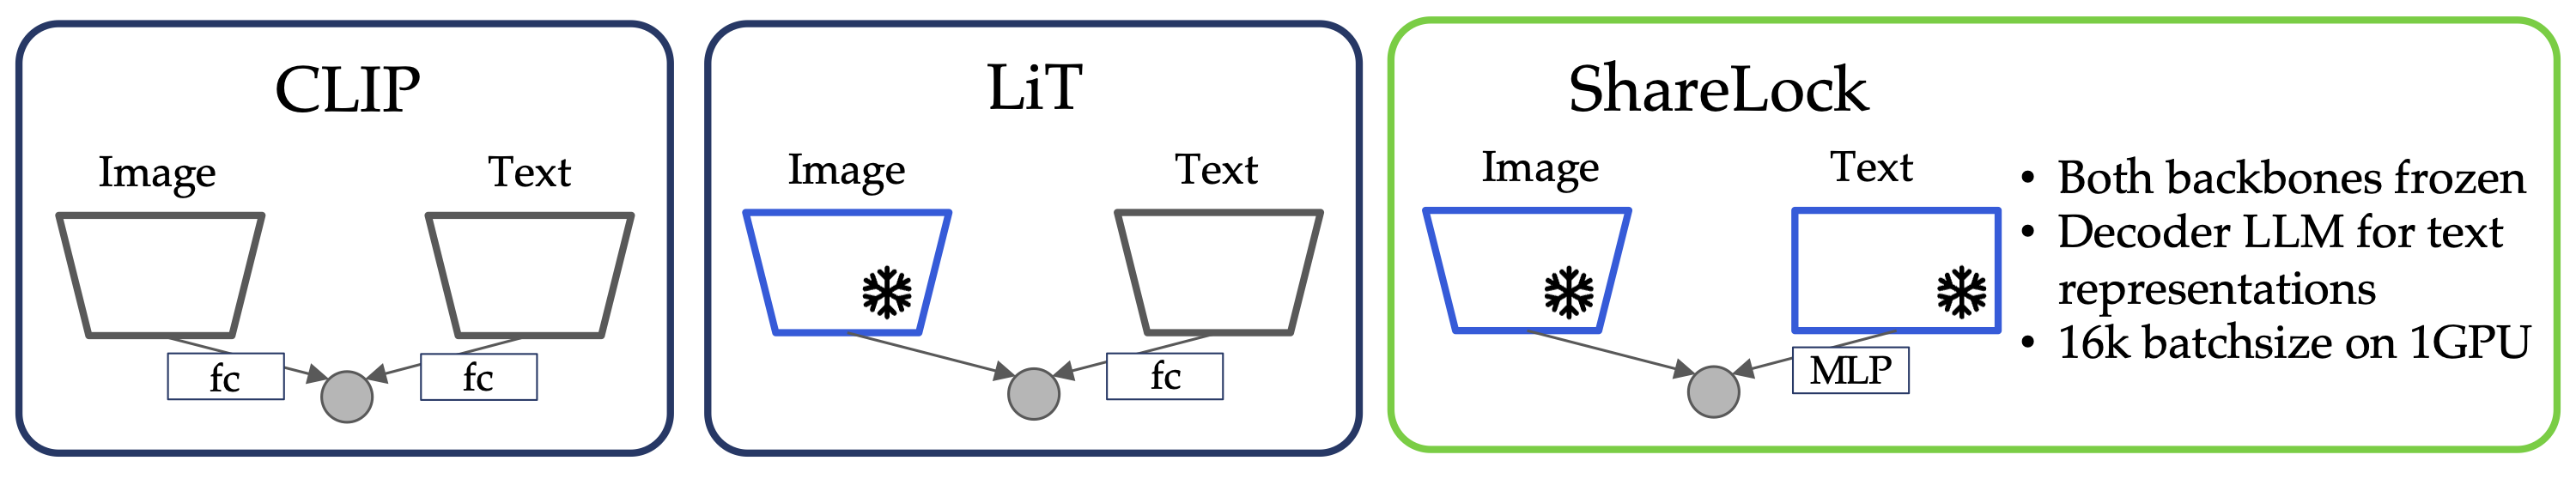 CLIP
Image
Text
fc
fc
LiT
Image
Text
fc
ShareLock
Image
Text
MLP
• Both backbones frozen
• Decoder LLM for text
representations
• 16k batchsize on 1GPU